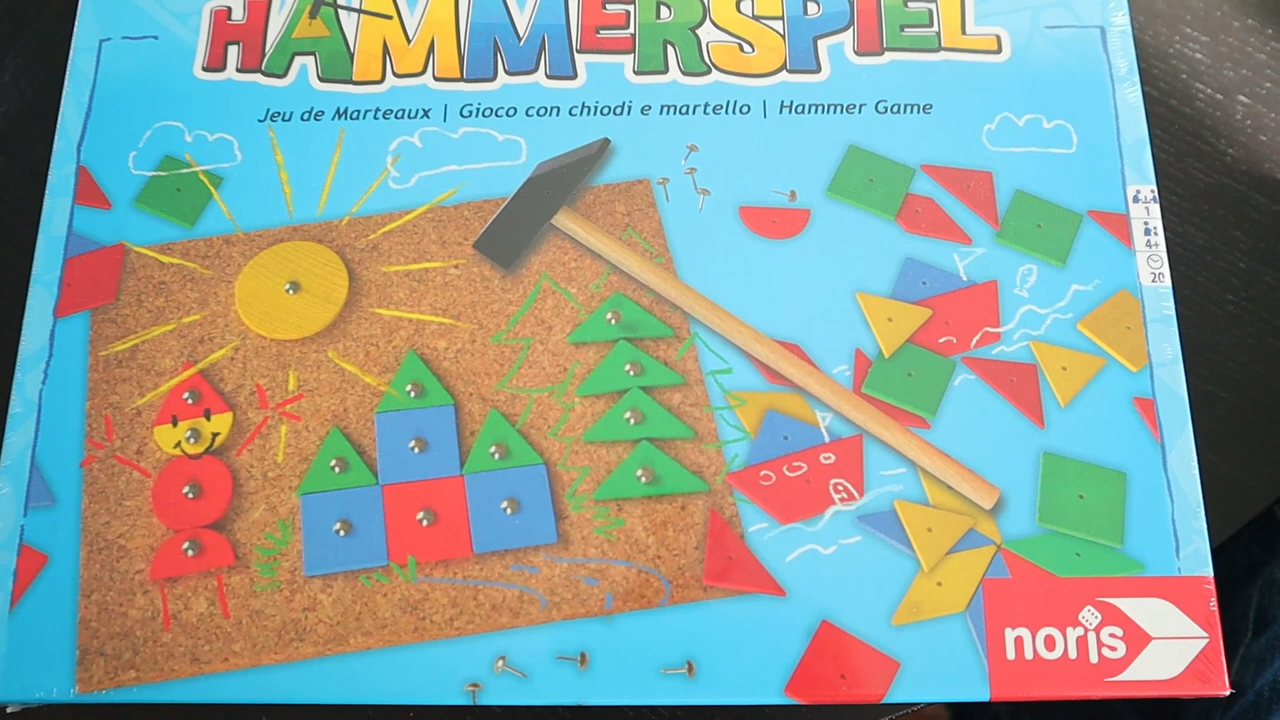 HAMMERSPIEL
Jeu de Marteaux | Gioco con chiodi e martello | Hammer Game
1
4+
20
noris